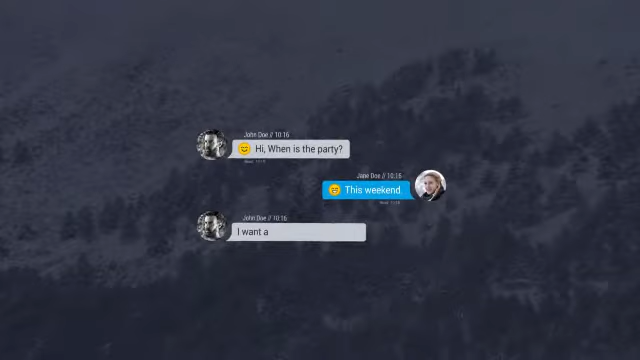 John Doe // 10:16
Hi, When is the party?
Jane Doe // 10:16
This weekend.
John Doe // 10:16
I want a